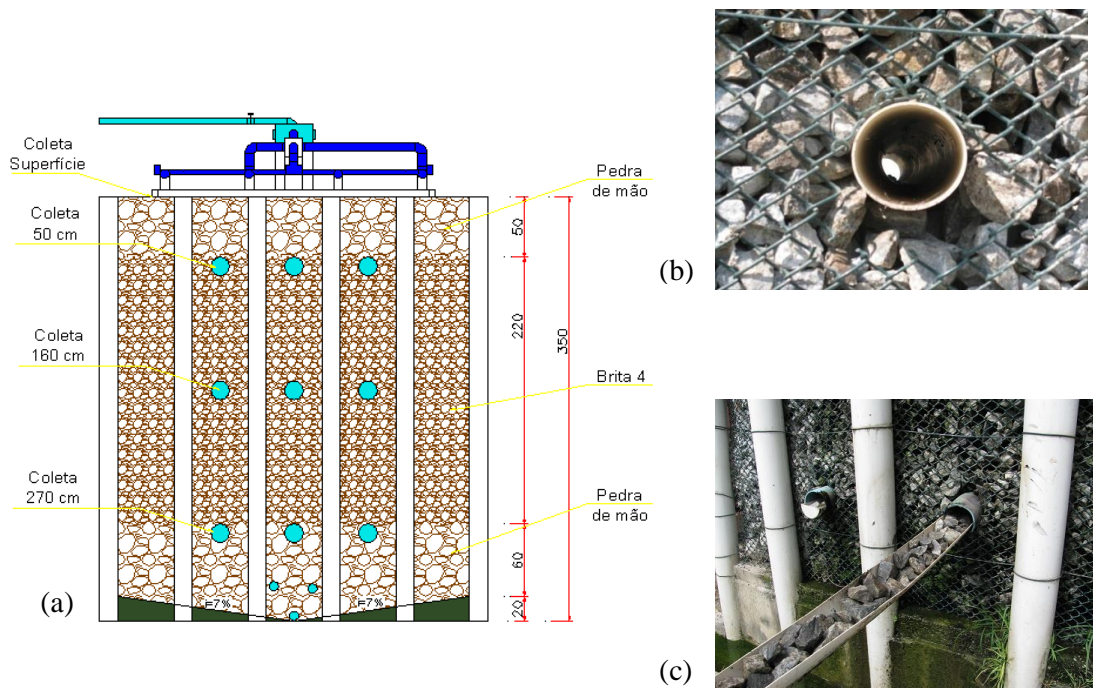 Coleta
Superfície
Coleta
50 cm
Coleta
160 cm
Coleta
270 cm
(a)
Pedra
de mão
Brita 4
Pedra
de mão
50
220
350
60
20
i=7%
i=7%
(b)
(c)